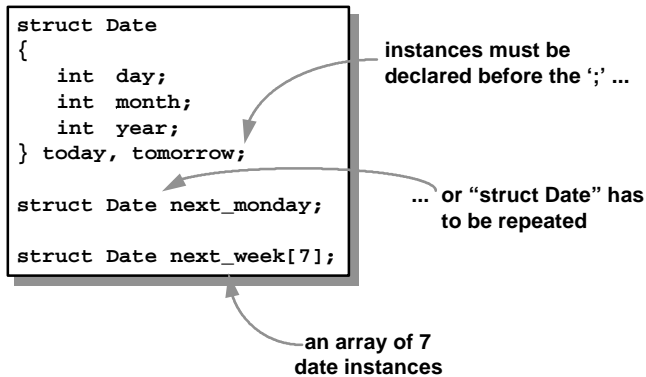 struct Date
{
int day;
int month;
int year;
} today, tomorrow;
struct Date next_monday;
struct Date next_week[7];
instances must be
declared before the ‘;’ ...
... or “struct Date” has
to be repeated
an array of 7
date instances